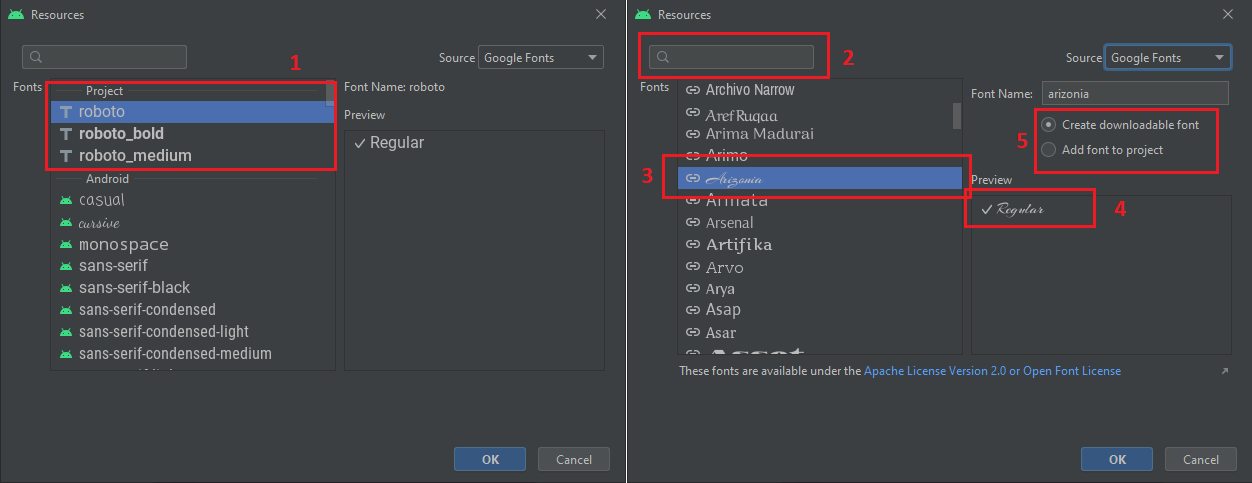 Resources
1
Source Google Fonts
Fonts
Project
roboto
roboto_bold
roboto_medium
Android
casual
cursive
monospace
sans-serif
sans-serif-black
sans-serif-condensed
sans-serif-condensed-light
sans-serif-condensed-medium
Font Name: roboto
Preview
Regular
OK
Cancel
Resources
2
Source Google Fonts
Fonts
Archivo Narrow
Aref Ruqaa
Arima Madurai
Arimo
3
Arizonia
Armata
Arsenal
Artifika
Arvo
Arya
Asap
Asar
Font Name: arizonia
5
Create downloadable font
Add font to project
Preview
Regular
4
These fonts are available under the Apache License Version 2.0 or Open Font License
OK
Cancel